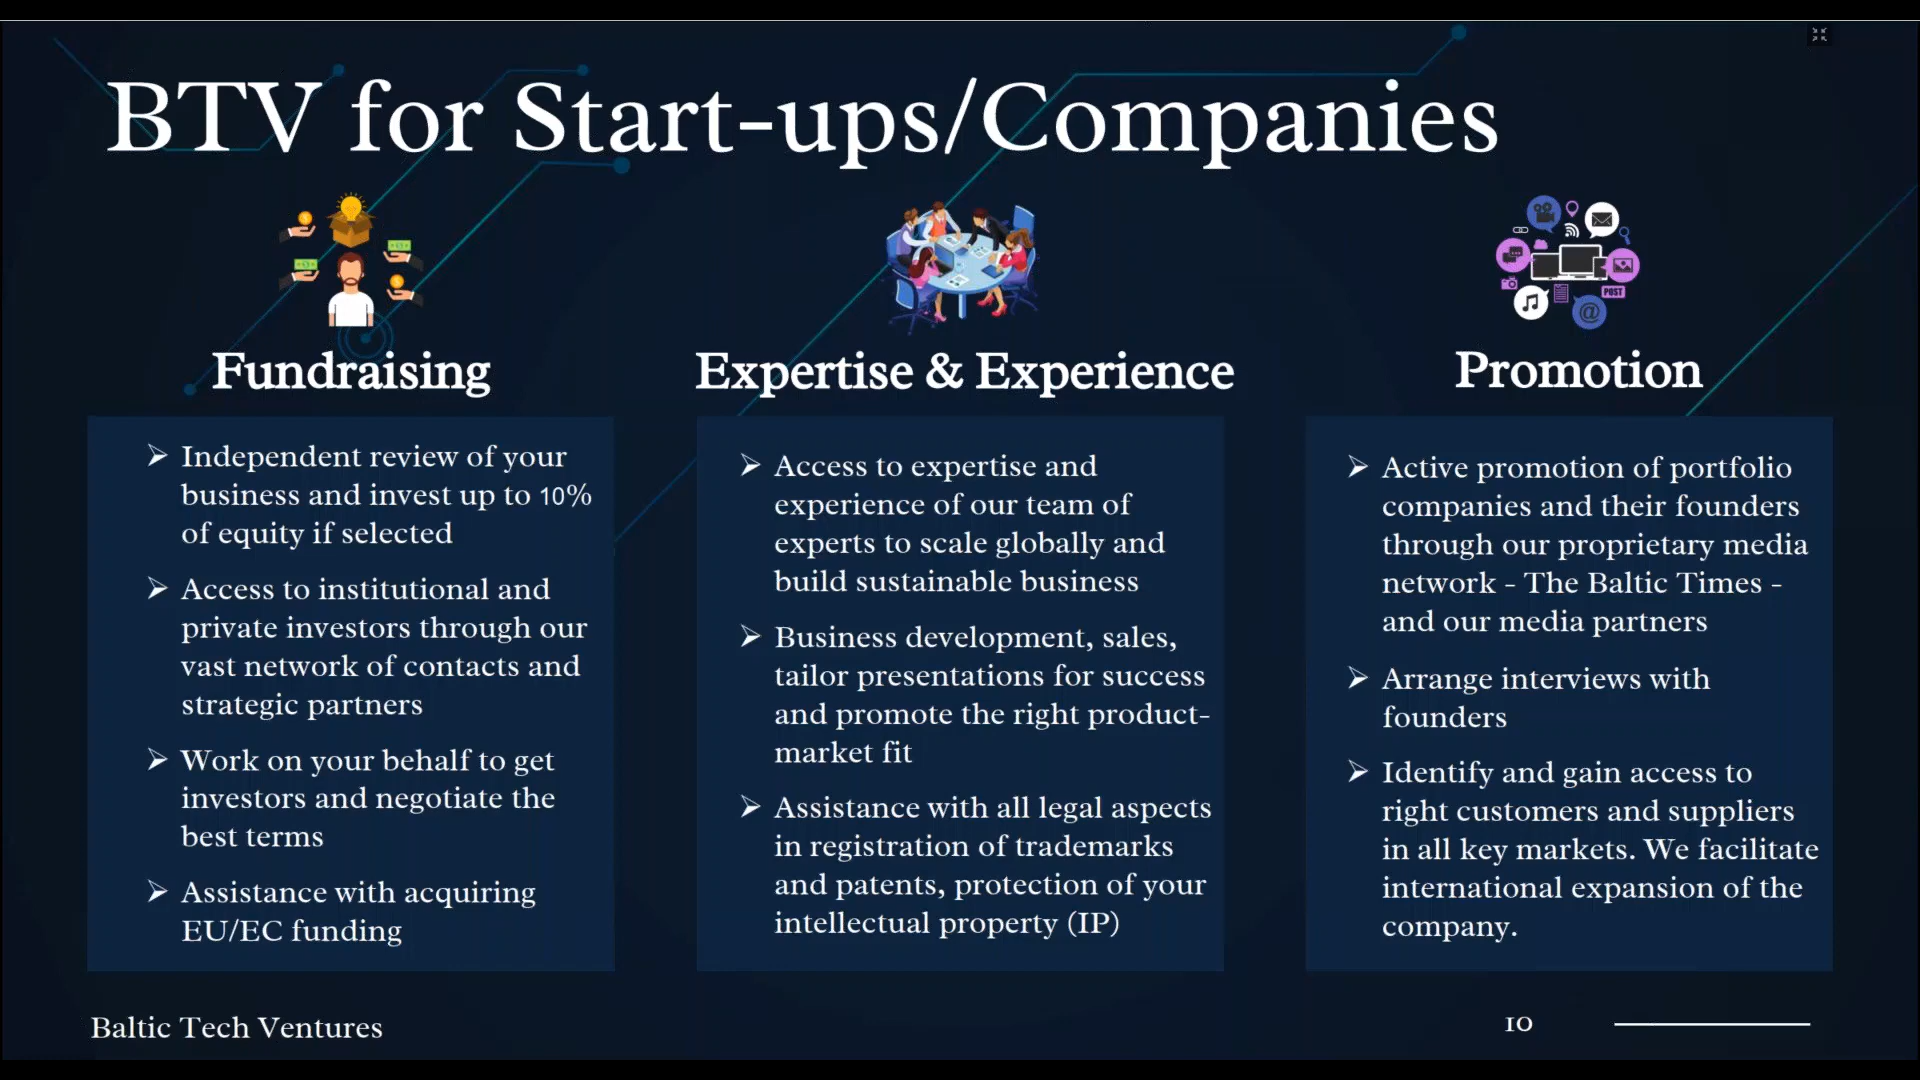 BTV for Start-ups/Companies
POST
Fundraising
➢ Independent review of your
business and invest up to 10%
of equity if selected
➢ Access to institutional and
private investors through our
vast network of contacts and
strategic partners
➢ Work on your behalf to get
investors and negotiate the
best terms
➢ Assistance with acquiring
EU/EC funding
Expertise & Experience
➢ Access to expertise and
experience of our team of
experts to scale globally and
build sustainable business
➢ Business development, sales,
tailor presentations for success
and promote the right product-
market fit
➢ Assistance with all legal aspects
in registration of trademarks
and patents, protection of your
intellectual property (IP)
Promotion
➢ Active promotion of portfolio
companies and their founders
through our proprietary media
network - The Baltic Times -
and our media partners
➢ Arrange interviews with
founders
➢ Identify and gain access to
right customers and suppliers
in all key markets. We facilitate
international expansion of the
company.
Baltic Tech Ventures
10